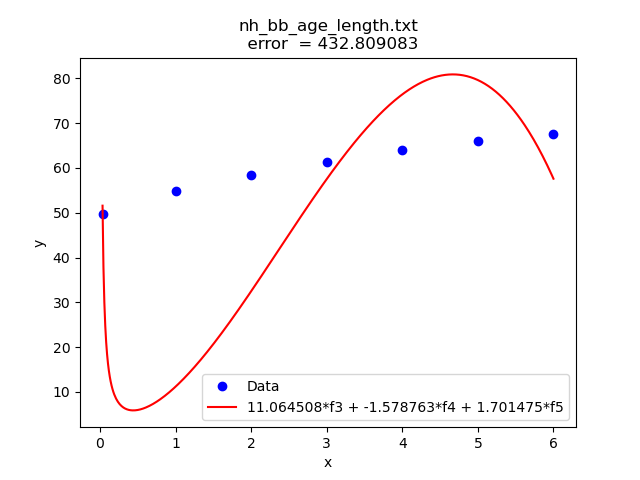 nh_bb_age_length.txt
error  = 432.809083
80
70
60
50
40
30
20
10
y
0 1 2 3 4 5 6
x
Data
11.064508*f3 + -1.578763*f4 + 1.701475*f5